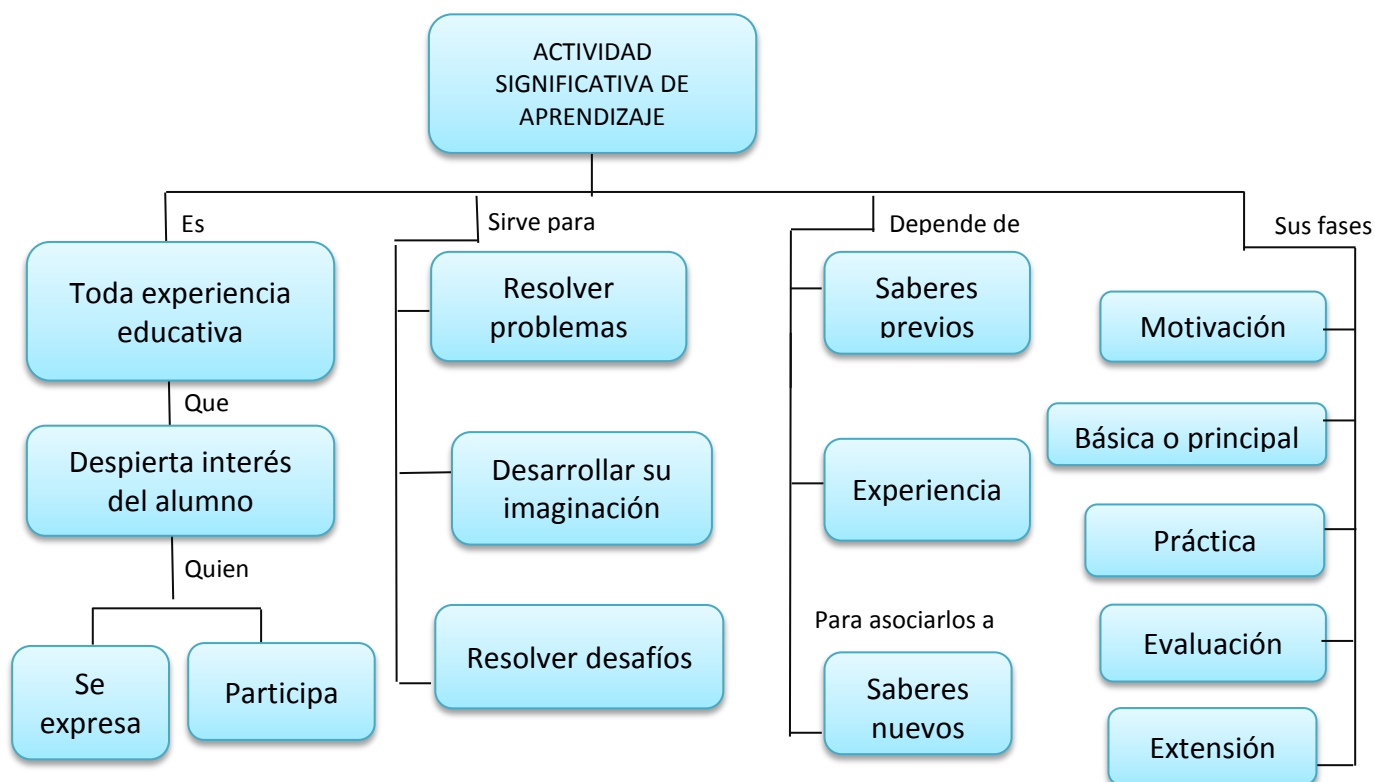 ACTIVIDAD
SIGNIFICATIVA DE
APRENDIZAJE
Es
Toda experiencia
educativa
Que
Despierta interés
del alumno
Quien
Se
expresa
Participa
Sirve para
Resolver
problemas
Desarrollar su
imaginación
Resolver desafíos
Depende de
Saberes
previos
Experiencia
Para asociarlos a
Saberes
nuevos
Sus fases
Motivación
Básica o principal
Práctica
Evaluación
Extensión